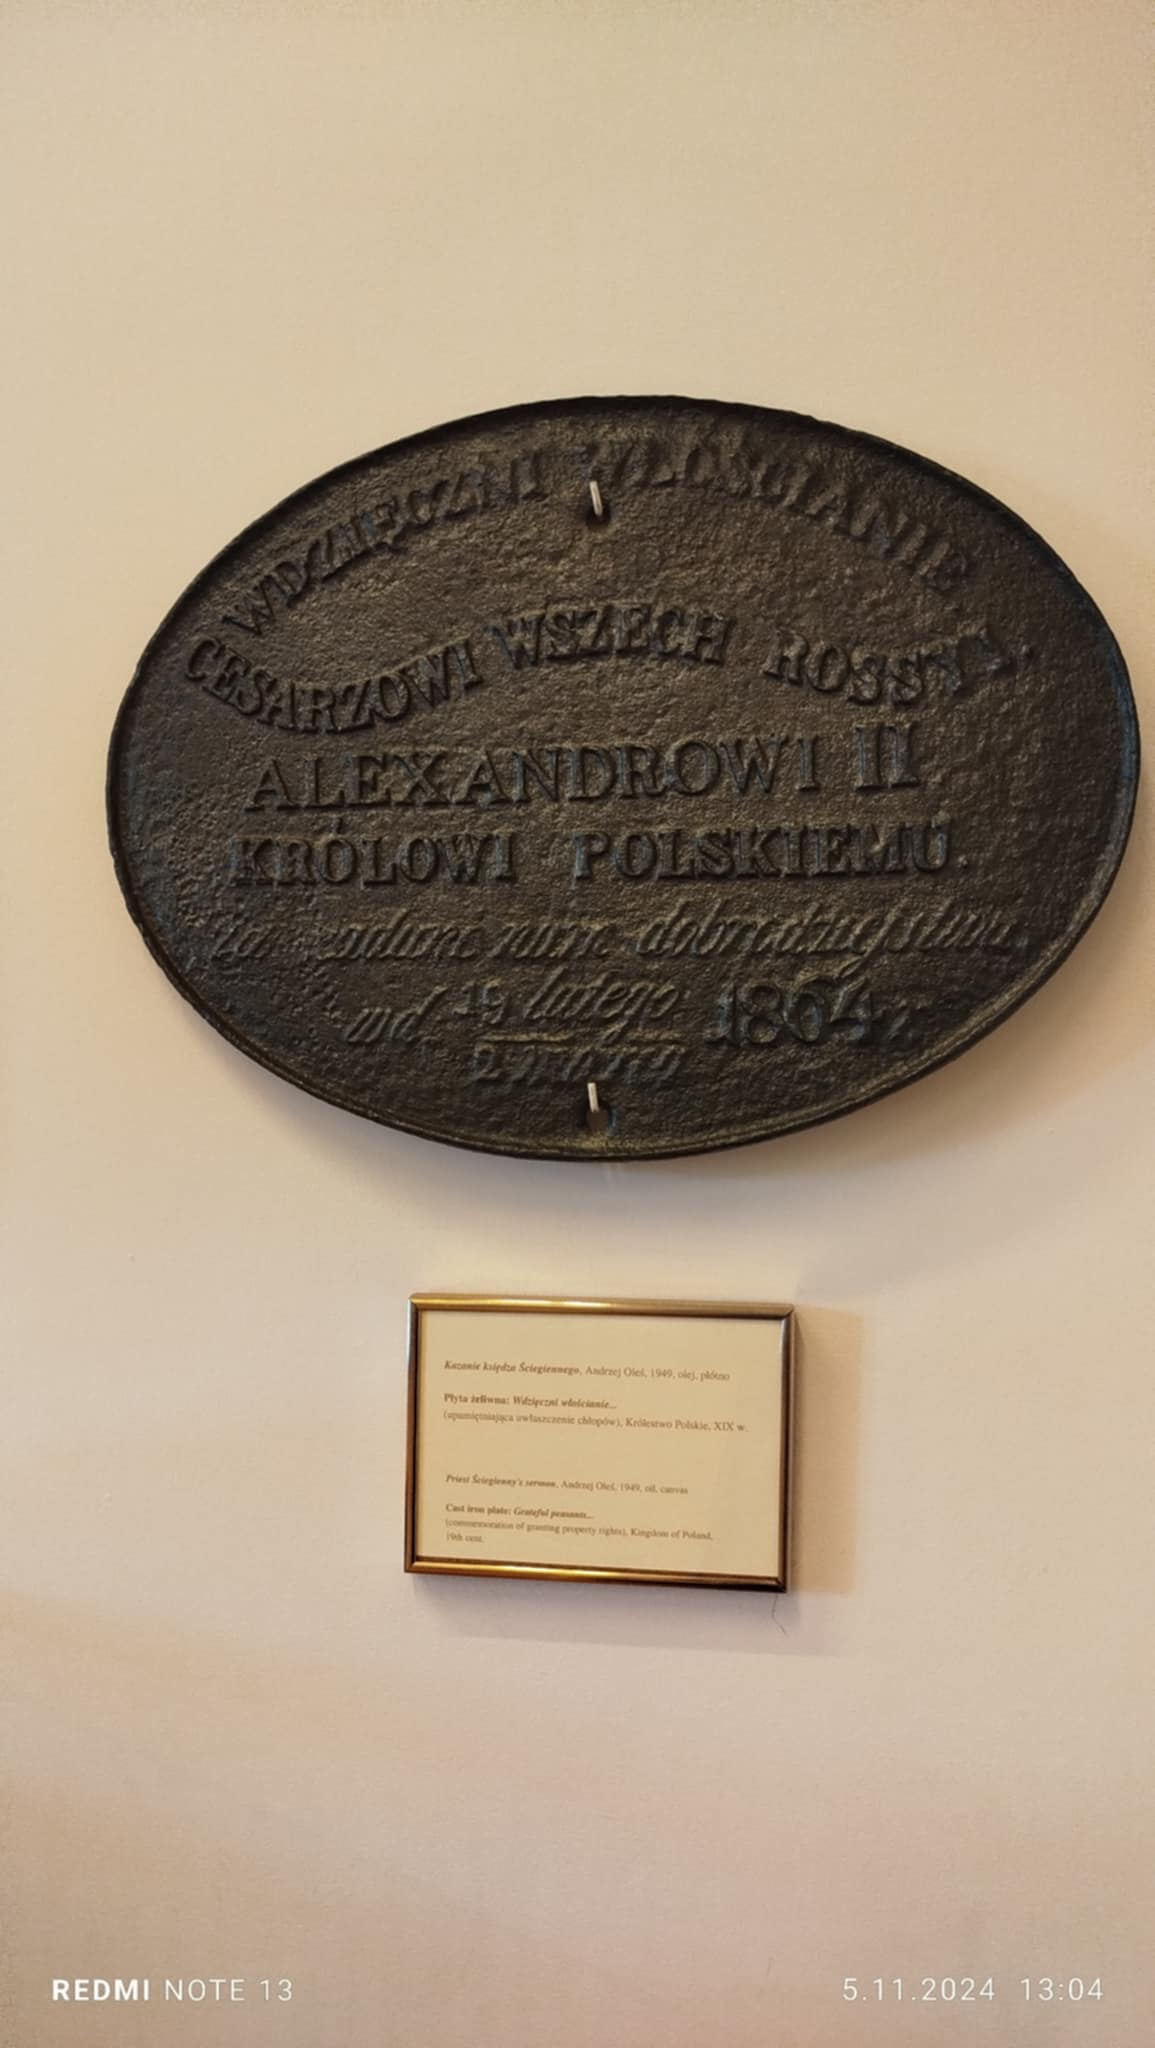 WDZIĘCZNI WŁOŚCIANIE
CESARZOWI WSZECH ROSSYI.
ALEXANDROWI II
KRÓLOWI POLSKIEMU.
za nadane nam dobrodziejstwa
wd 19 lutego 1864 r.
2 marca
Kazanie księdza Ściegiennego, Andrzej Oleś, 1949, olej, płótno
Płyta żeliwna: Wdzięczni włościanie...
(upamiętniająca uwłaszczenie chłopów), Królestwo Polskie, XIX w.
Priest Ściegienny's sermon, Andrzej Oleś, 1949, oil, canvas
Cast iron plate: Grateful peasants...
(commemoration of granting property rights), Kingdom of Poland,
19th cent.
REDMI NOTE 13
5.11.2024 13:04